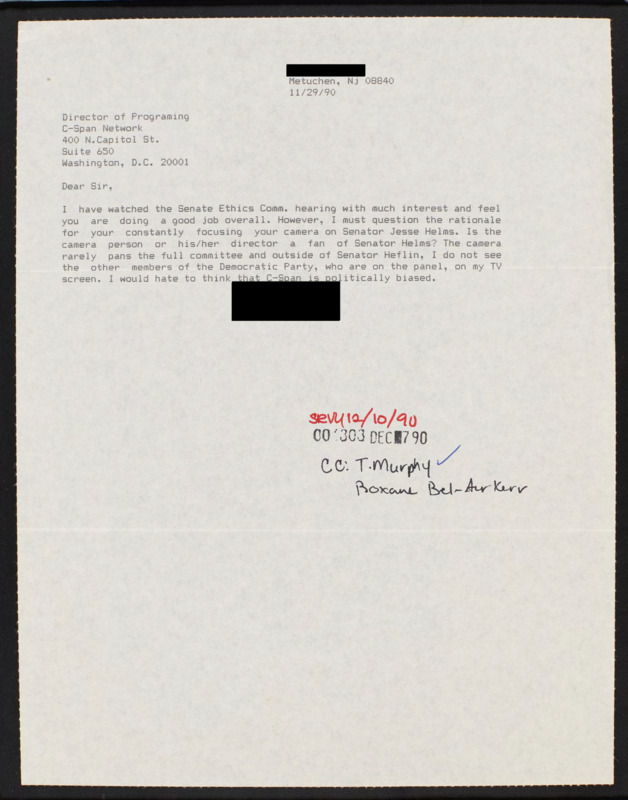 Metuchen, NJ 08840
11/29/90
Director of Programing
C-Span Network
400 N.Capitol St.
Suite 650
Washington, D.C. 20001
Dear Sir,
I have watched the Senate Ethics Comm. hearing with much interest and feel
you are doing a good job overall. However, I must question the rationale
for your constantly focusing your camera on Senator Jesse Helms. Is the
camera person or his/her director a fan of Senator Helms? The camera
rarely pans the full committee and outside of Senator Heflin, I do not see
the other members of the Democratic Party, who are on the panel, on my TV
screen. I would hate to think that C-Span is politically biased.
12/10/90
303 DEC 7 90
CC: T. Murphy ✓
Roxane Bel-Air Kerr